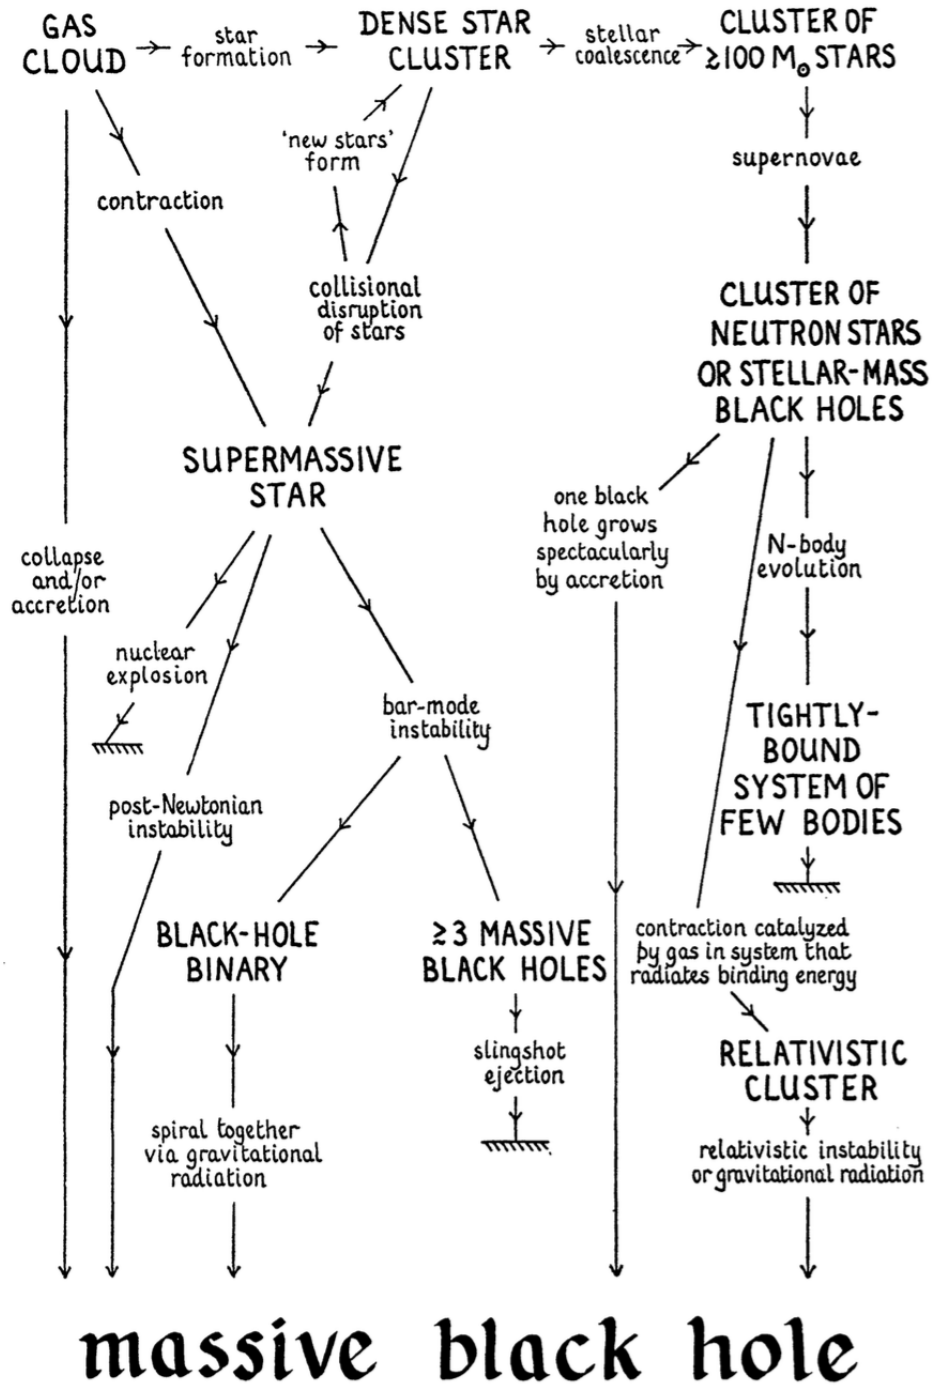 GAS
CLOUD
star
formation
DENSE STAR
CLUSTER
stellar
coalescence
CLUSTER OF
≥100 M⊙ STARS
'new stars'
form
supernovae
contraction
collisional
disruption
of stars
CLUSTER OF
NEUTRON STARS
OR STELLAR-MASS
BLACK HOLES
SUPERMASSIVE
STAR
one black
hole grows
spectacularly
by accretion
N-body
evolution
collapse
and/or
accretion
nuclear
explosion
bar-mode
instability
TIGHTLY-
BOUND
SYSTEM OF
FEW BODIES
post-Newtonian
instability
BLACK-HOLE
BINARY
≥3 MASSIVE
BLACK HOLES
contraction catalyzed
by gas in system that
radiates binding energy
slingshot
ejection
RELATIVISTIC
CLUSTER
spiral together
via gravitational
radiation
relativistic instability
or gravitational radiation
massive black hole